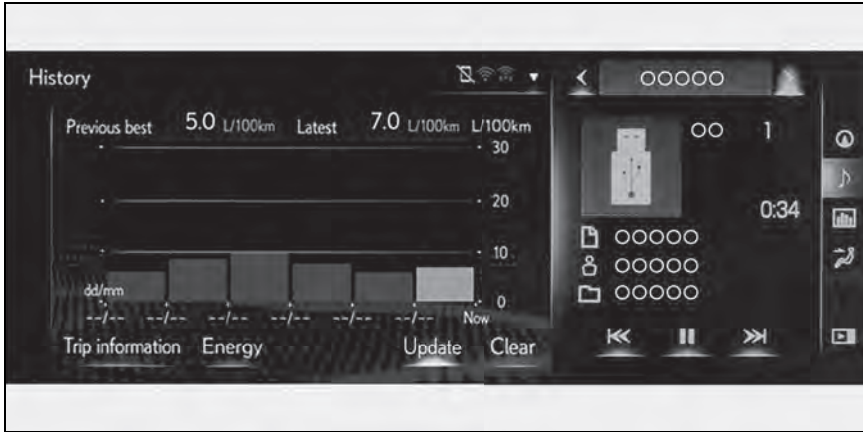 History
OOOOO
Previous best 5.0 L/100km Latest 7.0 L/100km L/100km
30
20
10
0
dd/mm
--/-- --/-- --/-- --/-- --/-- --/-- Now
Trip information Energy Update Clear
OO 1
0:34
OOOOO
OOOOO
OOOOO